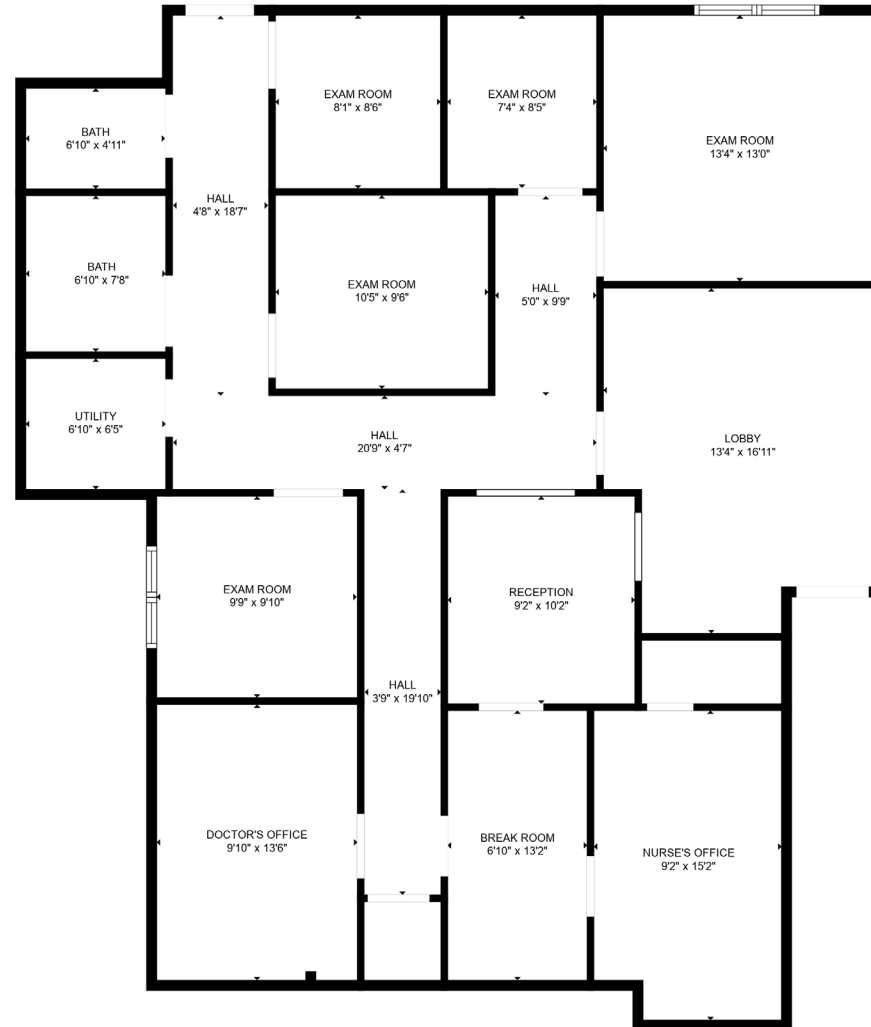 EXAM ROOM
8'1" x 8'6"
EXAM ROOM
7'4" x 8'5"
EXAM ROOM
13'4" x 13'0"
BATH
6'10" x 4'11"
HALL
4'8" x 18'7"
BATH
6'10" x 7'8"
EXAM ROOM
10'5" x 9'6"
HALL
5'0" x 9'9"
UTILITY
6'10" x 6'5"
HALL
20'9" x 4'7"
LOBBY
13'4" x 16'11"
EXAM ROOM
9'9" x 9'10"
RECEPTION
9'2" x 10'2"
HALL
3'9" x 19'10"
DOCTOR'S OFFICE
9'10" x 13'6"
BREAK ROOM
6'10" x 13'2"
NURSE'S OFFICE
9'2" x 15'2"